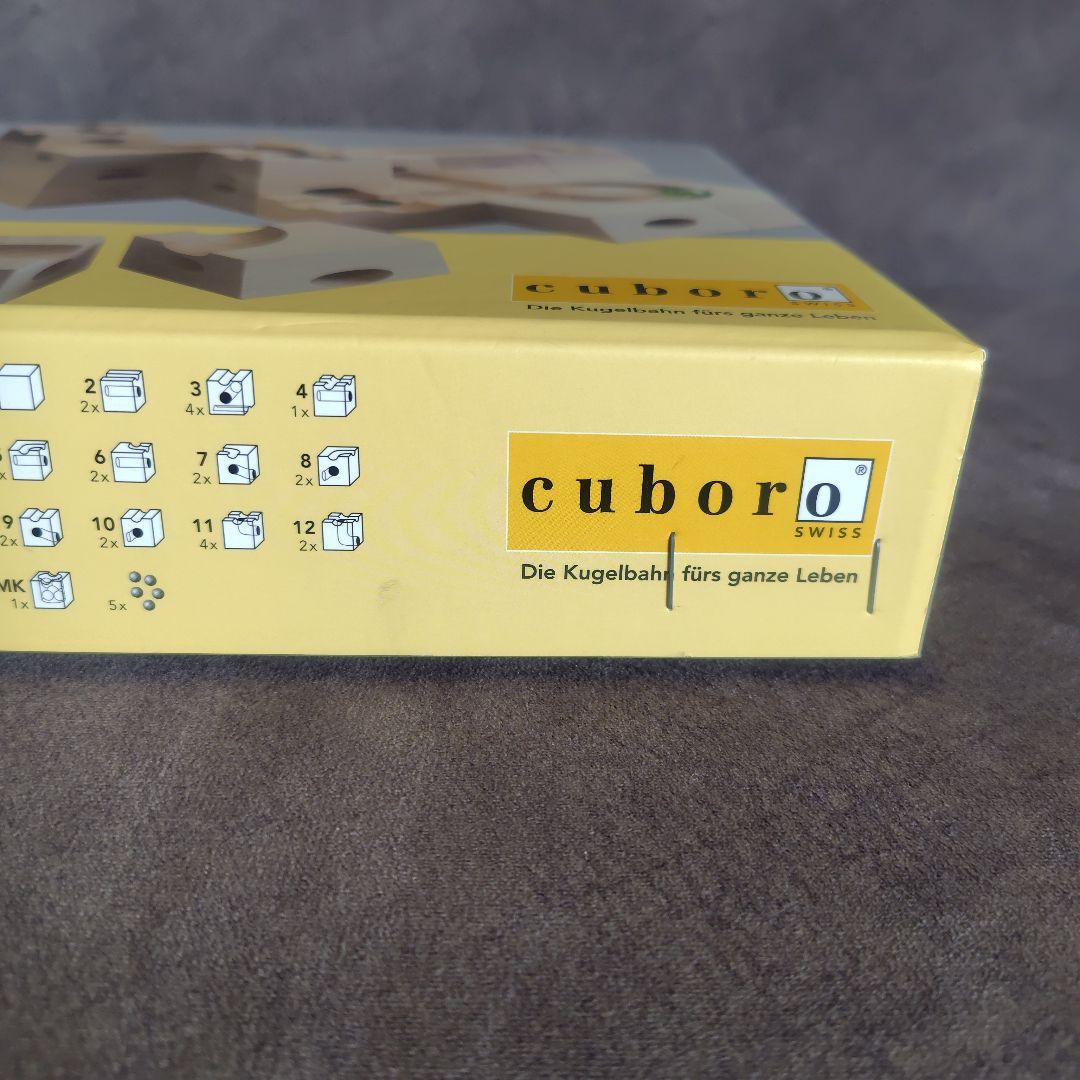 cuboro
SWISS
Die Kugelbahn fürs ganze Leben
2 3 4
2x 4x 1x
6 7 8
x 2x 2x 2x
9 10 11 12
2x 2x 4x 2x
MK
1x 5x
cuboro®
SWISS
Die Kugelbahn fürs ganze Leben